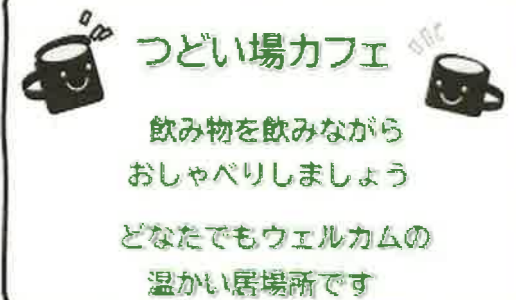 つどい場カフェ
飲み物を飲みながら
おしゃべりしましょう
どなたでもウェルカムの
温かい居場所です